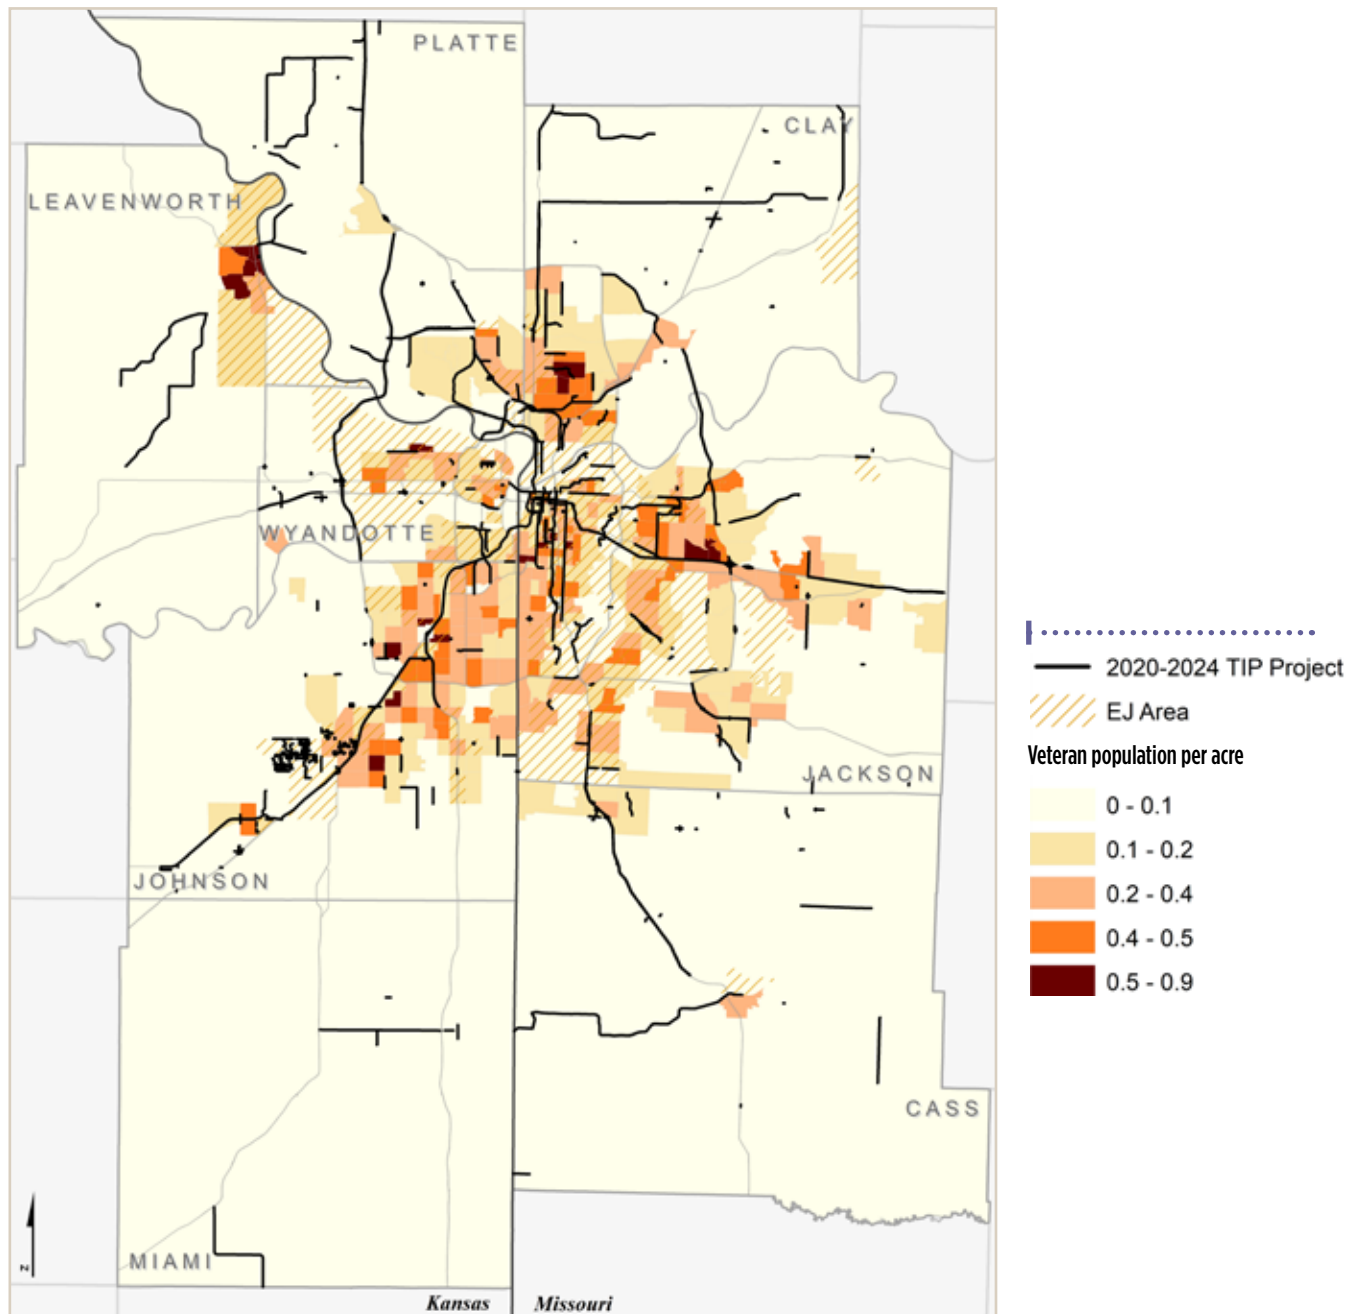 PLATTE
CLAY
LEAVENWORTH
WYANDOTTE
JACKSON
JOHNSON
CASS
MIAMI
N
Kansas
Missouri
2020-2024 TIP Project
EJ Area
Veteran population per acre
0 - 0.1
0.1 - 0.2
0.2 - 0.4
0.4 - 0.5
0.5 - 0.9